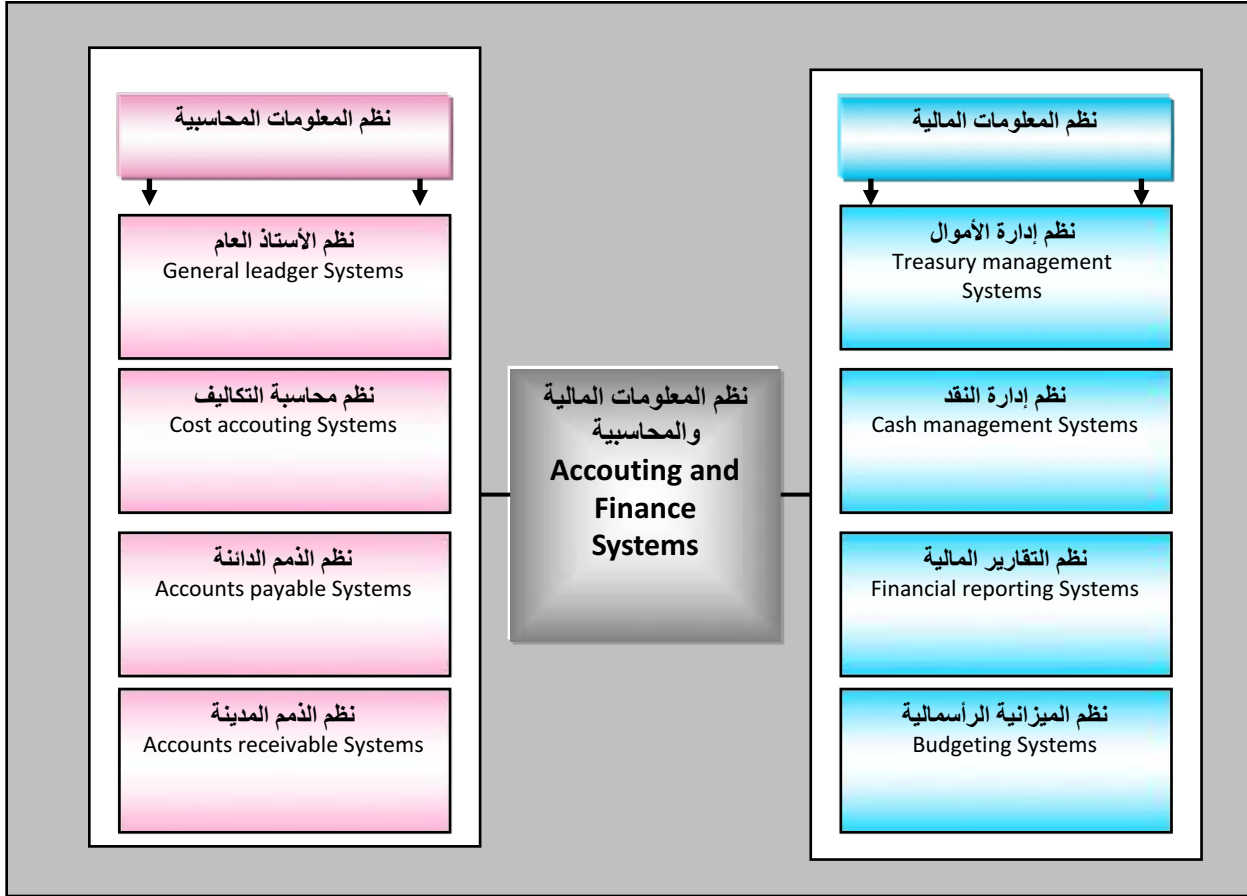 نظم المعلومات المحاسبية
نظم الأستاذ العام
General leadger Systems
نظم محاسبة التكاليف
Cost accouting Systems
نظم الذمم الدائنة
Accounts payable Systems
نظم الذمم المدينة
Accounts receivable Systems
نظم المعلومات المالية
والمحاسبية
Accouting and
Finance
Systems
نظم المعلومات المالية
نظم إدارة الأموال
Treasury management
Systems
نظم إدارة النقد
Cash management Systems
نظم التقارير المالية
Financial reporting Systems
نظم الميزانية الرأسمالية
Budgeting Systems